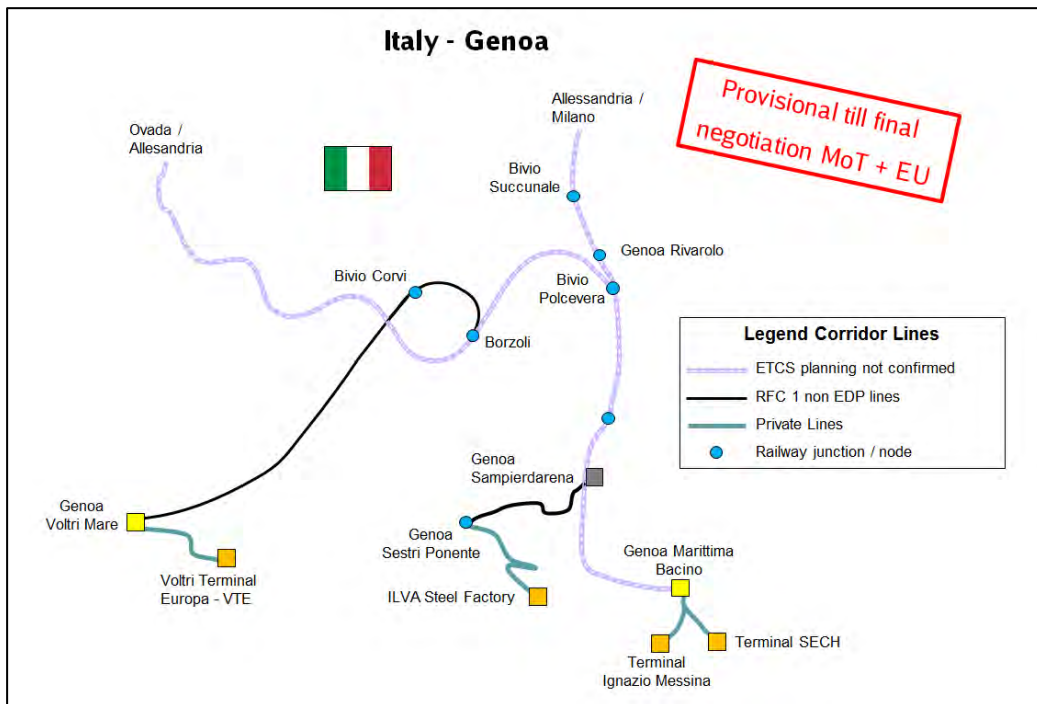 Italy - Genoa
Provisional till final
negotiation MoT + EU
Allessandria /
Milano
Ovada /
Allesandria
Bivio
Succunale
Genoa Rivarolo
Bivio Corvi
Bivio
Polcevera
Borzoli
Legend Corridor Lines
ETCS planning not confirmed
RFC 1 non EDP lines
Private Lines
Railway junction / node
Genoa
Sampierdarena
Genoa
Voltri Mare
Genoa
Sestri Ponente
Genoa Marittima
Bacino
Voltri Terminal
Europa - VTE
ILVA Steel Factory
Terminal SECH
Terminal
Ignazio Messina